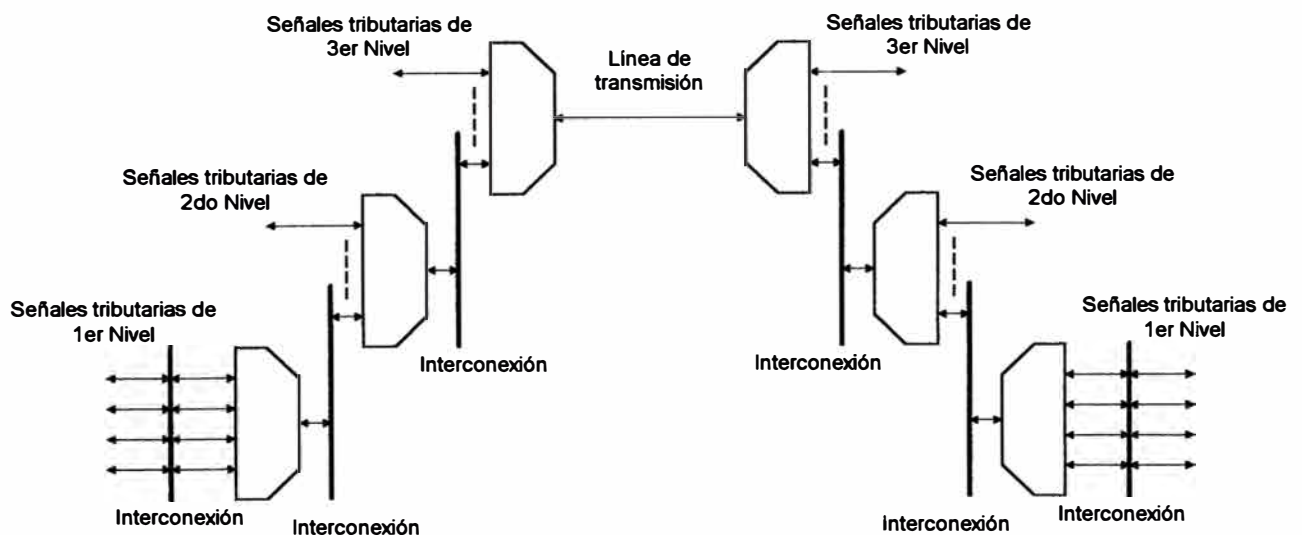 Señales tributarias de
3er Nivel
Línea de
transmisión
Señales tributarias de
3er Nivel
Señales tributarias de
2do Nivel
Señales tributarias de
2do Nivel
Señales tributarias de
1er Nivel
Señales tributarias de
1er Nivel
Interconexión
Interconexión
Interconexión
Interconexión
Interconexión
Interconexión